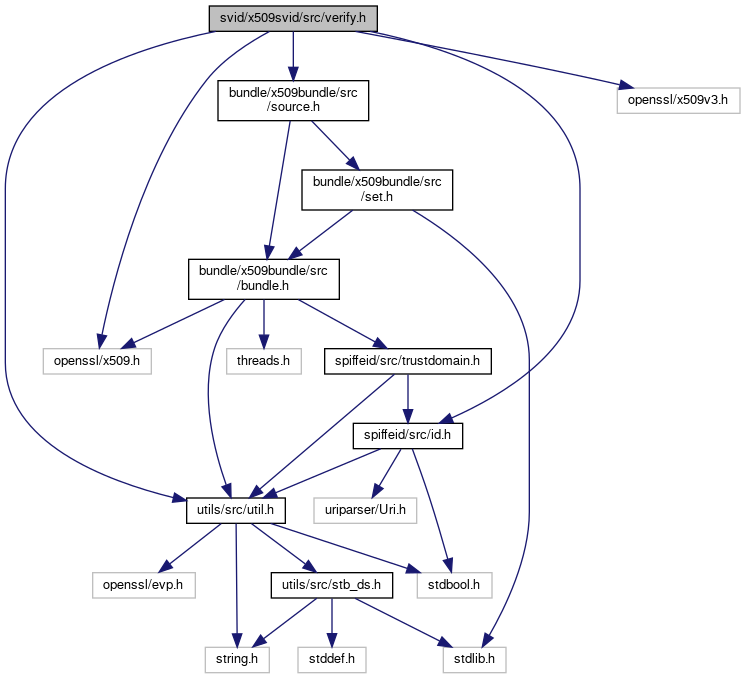 svid/x509svid/src/verify.h
bundle/x509bundle/src
/source.h
openssl/x509v3.h
bundle/x509bundle/src
/set.h
bundle/x509bundle/src
/bundle.h
openssl/x509.h
threads.h
spiffeid/src/trustdomain.h
spiffeid/src/id.h
utils/src/util.h
uriparser/Uri.h
openssl/evp.h
utils/src/stb_ds.h
stdbool.h
string.h
stddef.h
stdlib.h